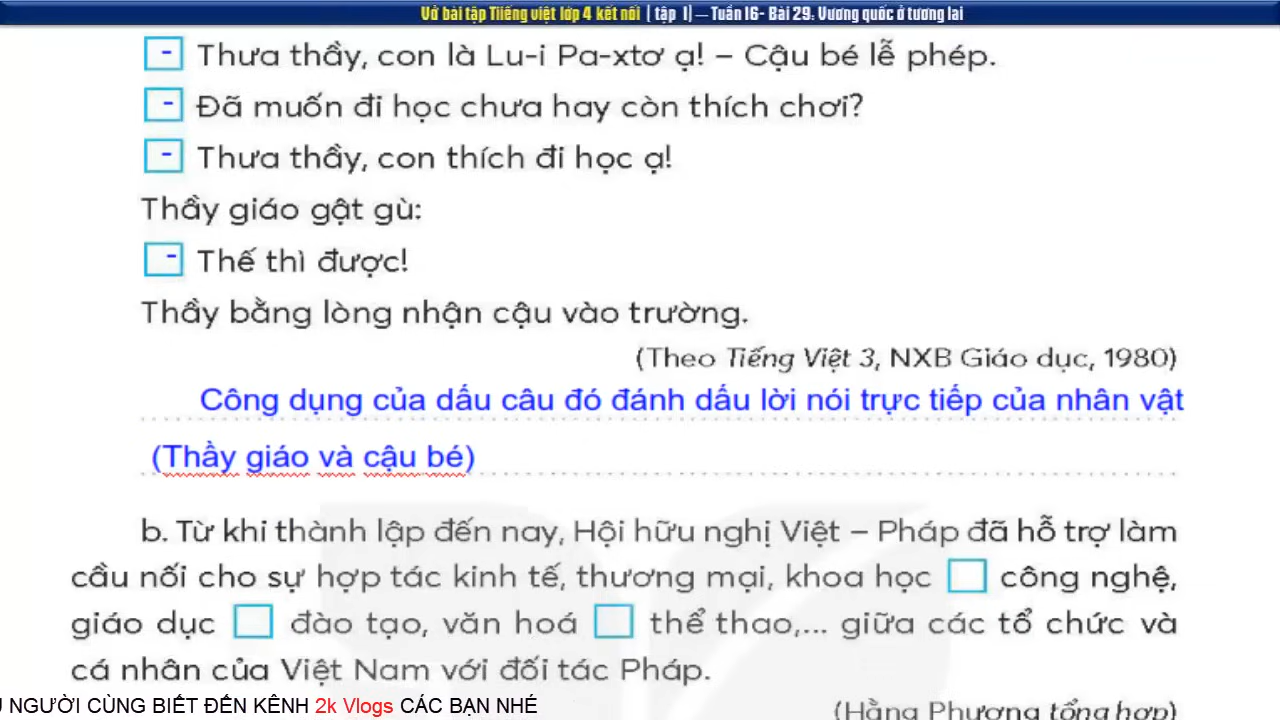 Vở bài tập Tiiếng việt lớp 4 kết nối ( tập 1) – Tuần 16- Bài 29: Vương quốc ở tương lai
- Thưa thầy, con là Lu-i Pa-xtơ ạ! – Cậu bé lễ phép.
- Đã muốn đi học chưa hay còn thích chơi?
- Thưa thầy, con thích đi học ạ!
Thầy giáo gật gù:
- Thế thì được!
Thầy bằng lòng nhận cậu vào trường.
(Theo Tiếng Việt 3, NXB Giáo dục, 1980)
Công dụng của dấu câu đó đánh dấu lời nói trực tiếp của nhân vật
(Thầy giáo và cậu bé)
b. Từ khi thành lập đến nay, Hội hữu nghị Việt – Pháp đã hỗ trợ làm
cầu nối cho sự hợp tác kinh tế, thương mại, khoa học □ công nghệ,
giáo dục □ đào tạo, văn hoá □ thể thao,... giữa các tổ chức và
cá nhân của Việt Nam với đối tác Pháp.
NGƯỜI CÙNG BIẾT ĐẾN KÊNH 2k Vlogs CÁC BẠN NHÉ
(Hằng Phương tổng hợp)